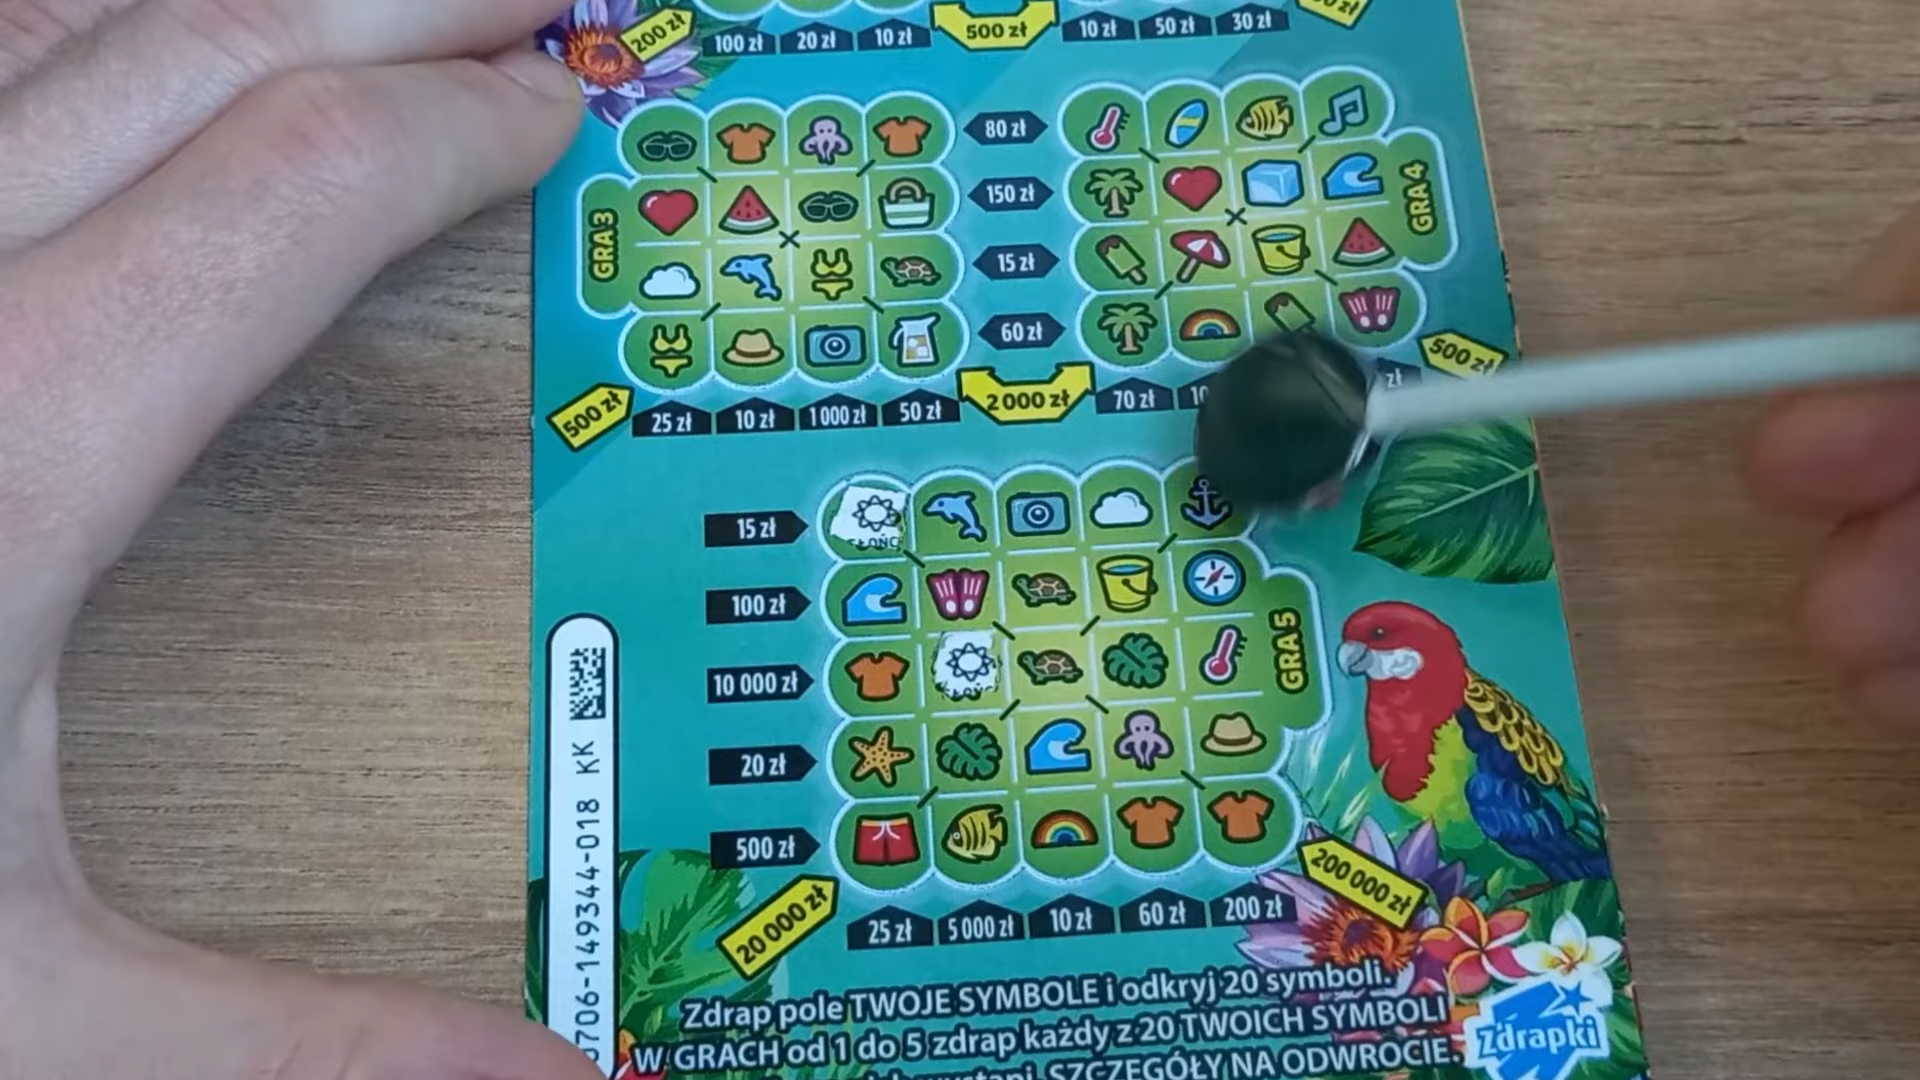 200 zł
100 zł 20 zł 10 zł 500 zł 10 zł 50 zł 30 zł
80 zł
150 zł
15 zł
60 zł
GRA 3
GRA 4
500 zł
25 zł 10 zł 1 000 zł 50 zł 2 000 zł 70 zł
500 zł
15 zł
100 zł
10 000 zł
20 zł
500 zł
GRA 5
20 000 zł
25 zł 5 000 zł 10 zł 60 zł 200 zł
200 000 zł
0706-149344-018 KK
Zdrap pole TWOJE SYMBOLE i odkryj 20 symboli.
W GRACH od 1 do 5 zdrap każdy z 20 TWOICH SYMBOLI
SZCZEGÓŁY NA ODWROCIE.
Zdrapki